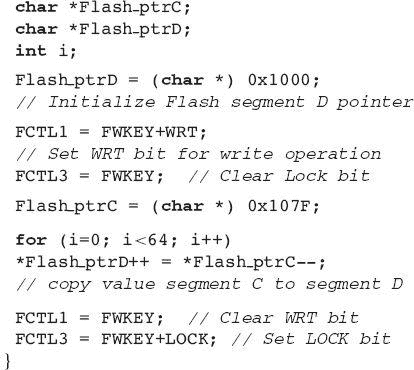 char *Flash_ptrC;
char *Flash_ptrD;
int i;
Flash_ptrD = (char *) 0x1000;
// Initialize Flash segment D pointer
FCTL1 = FWKEY+WRT;
// Set WRT bit for write operation
FCTL3 = FWKEY; // Clear Lock bit
Flash_ptrC = (char *) 0x107F;
for (i=0; i<64; i++)
*Flash_ptrD++ = *Flash_ptrC--;
// copy value segment C to segment D
FCTL1 = FWKEY; // Clear WRT bit
FCTL3 = FWKEY+LOCK; // Set LOCK bit
}